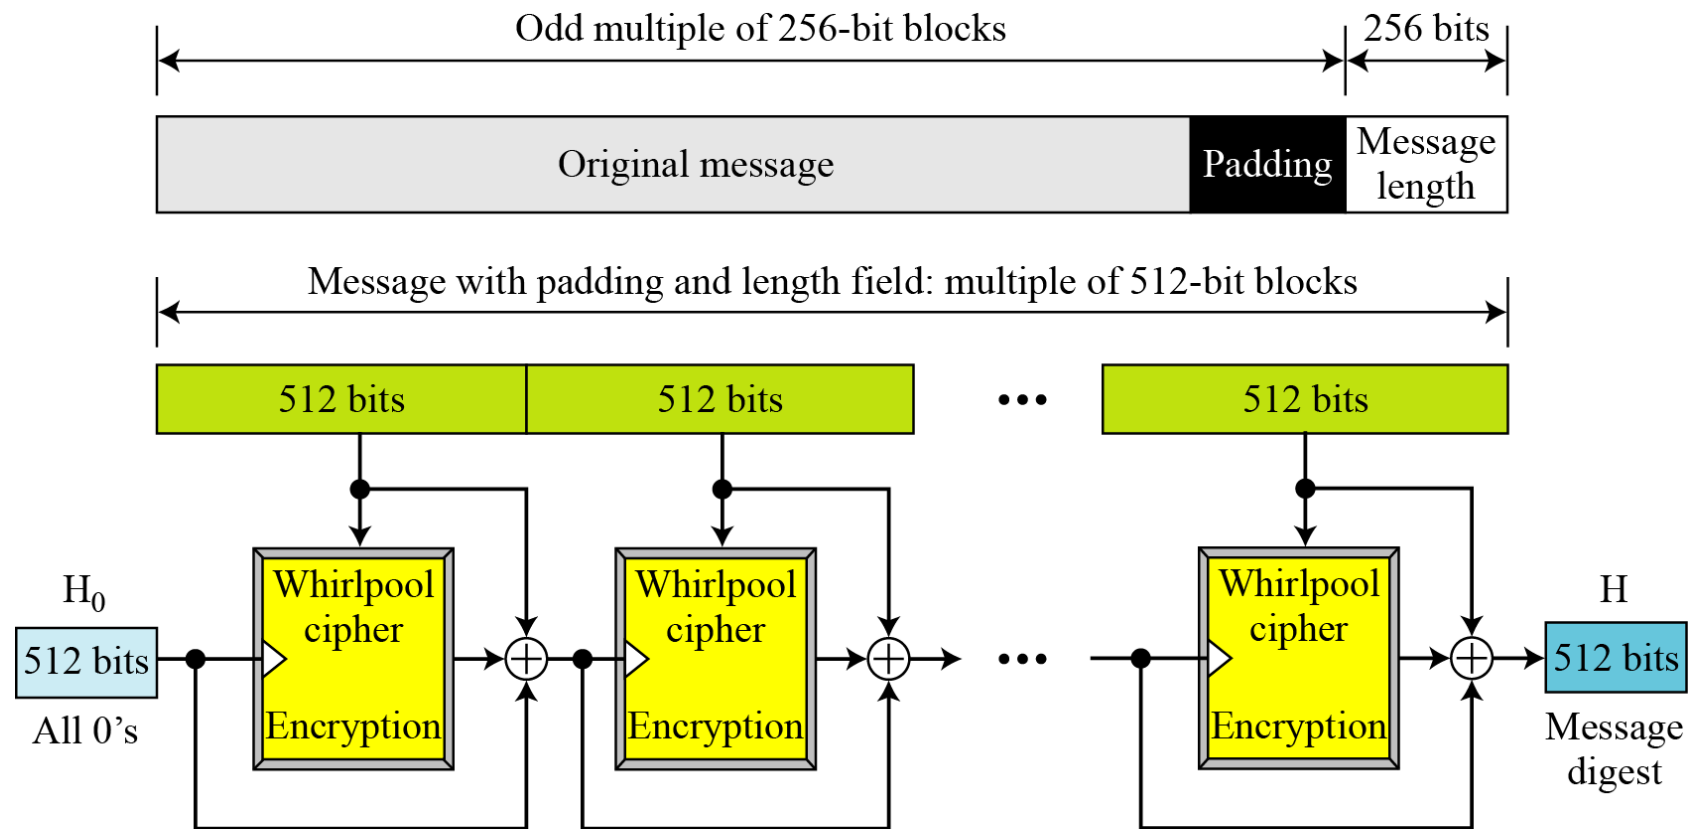 Odd multiple of 256-bit blocks
256 bits
Original message
Padding
Message
length
Message with padding and length field: multiple of 512-bit blocks
512 bits
512 bits
•••
512 bits
H₀
512 bits
All 0’s
Whirlpool
cipher
Encryption
Whirlpool
cipher
Encryption
•••
Whirlpool
cipher
Encryption
H
512 bits
Message
digest